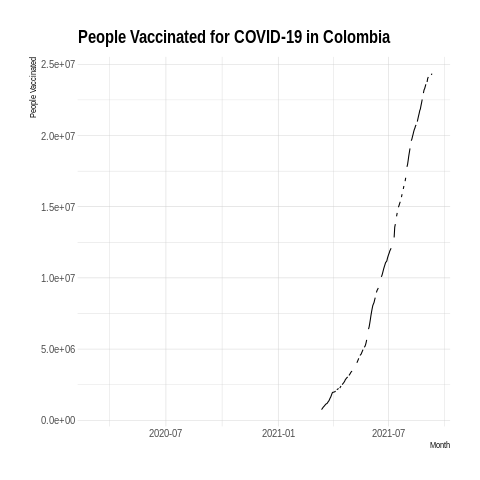 People Vaccinated for COVID-19 in Colombia
People Vaccinated
2.5e+07
2.0e+07
1.5e+07
1.0e+07
5.0e+06
0.0e+00
2020-07
2021-01
2021-07
Month